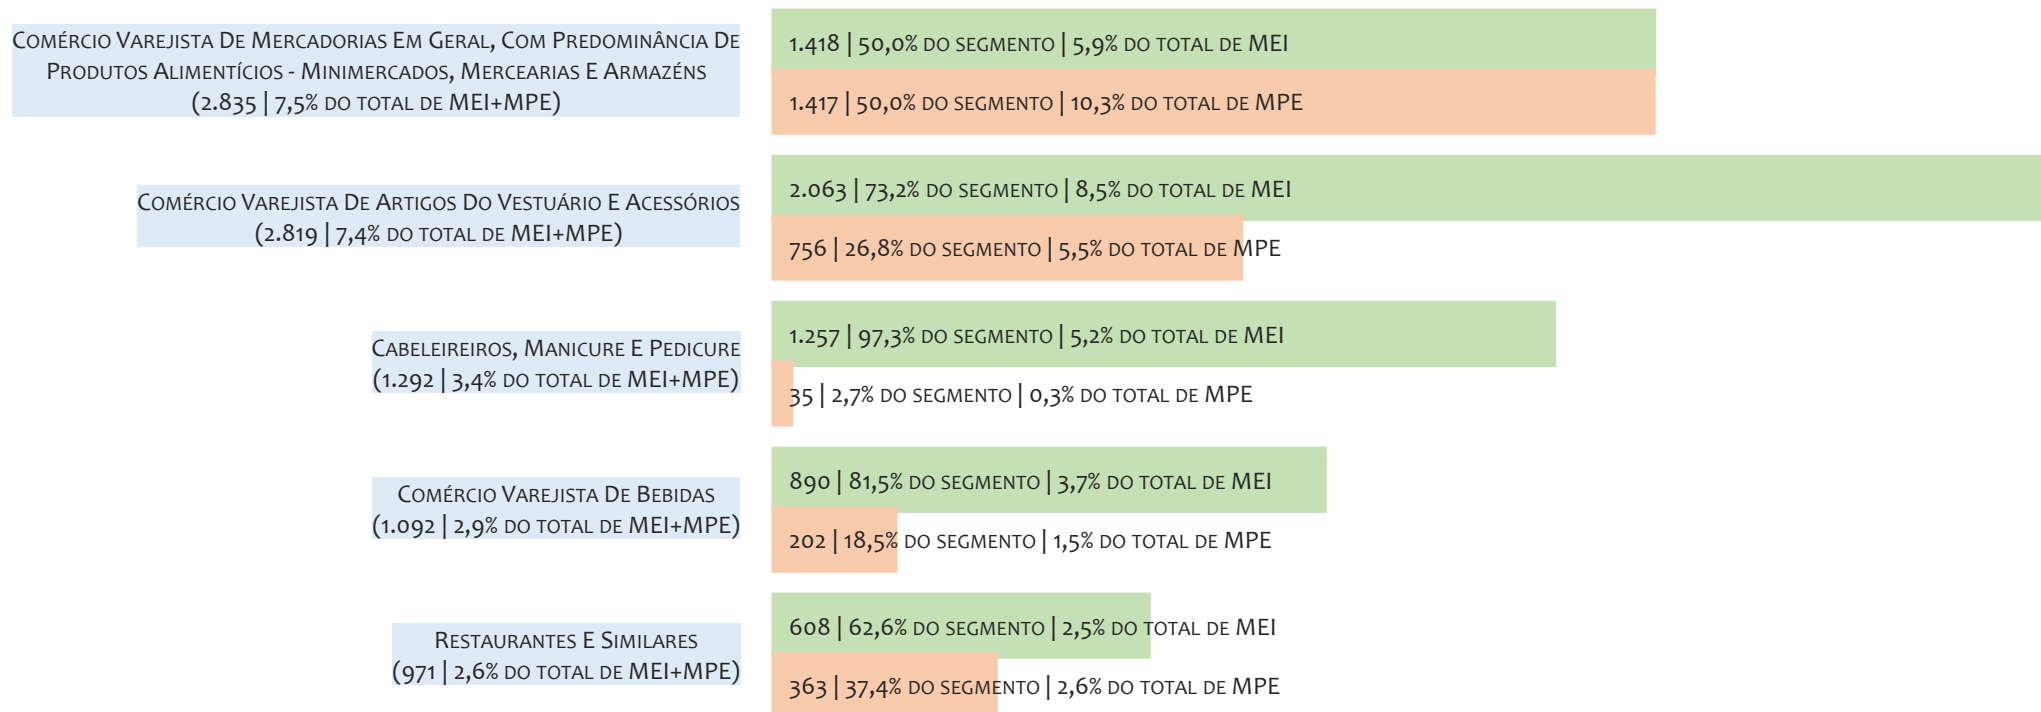 Comércio Varejista De Mercadorias Em Geral, Com Predominância De
Produtos Alimentícios - Minimercados, Mercearias E Armazéns
(2.835 | 7,5% do total de MEI+MPE)
1.418 | 50,0% do segmento | 5,9% do total de MEI
1.417 | 50,0% do segmento | 10,3% do total de MPE
Comércio Varejista De Artigos Do Vestuário E Acessórios
(2.819 | 7,4% do total de MEI+MPE)
2.063 | 73,2% do segmento | 8,5% do total de MEI
756 | 26,8% do segmento | 5,5% do total de MPE
Cabeleireiros, Manicure E Pedicure
(1.292 | 3,4% do total de MEI+MPE)
1.257 | 97,3% do segmento | 5,2% do total de MEI
35 | 2,7% do segmento | 0,3% do total de MPE
Comércio Varejista De Bebidas
(1.092 | 2,9% do total de MEI+MPE)
890 | 81,5% do segmento | 3,7% do total de MEI
202 | 18,5% do segmento | 1,5% do total de MPE
Restaurantes E Similares
(971 | 2,6% do total de MEI+MPE)
608 | 62,6% do segmento | 2,5% do total de MEI
363 | 37,4% do segmento | 2,6% do total de MPE